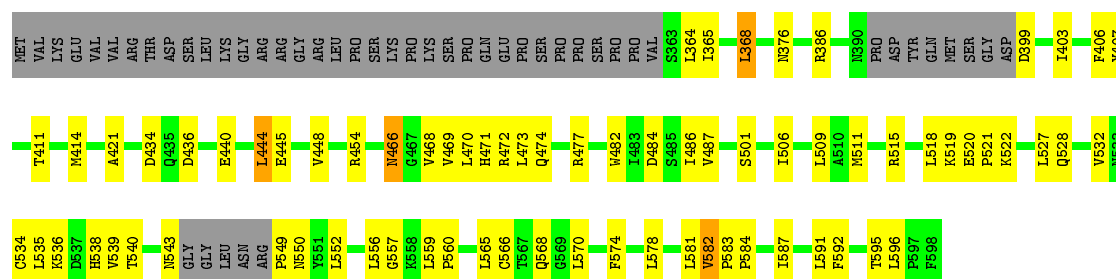 MET VAL LYS GLU VAL VAL ARG THR ASP SER LEU LYS GLY ARG ARG GLY ARG LEU PRO SER LYS PRO LYS SER PRO GLN GLU PRO SER PRO PRO PRO SER PRO PRO VAL S363 L364 I365 L368 N376 R386 N390 PRO ASP TYR GLN MET SER GLY ASP D399 I403 F406
T411 M414 A421 D434 Q435 D436 E440 L444 E445 V448 R454 N466 G467 V468 V469 L470 H471 R472 L473 Q474 R477 W482 I483 D484 S485 I486 V487 S501 I506 L509 A510 M511 R515 L518 K519 E520 P521 K522 L527 Q528 V532
C534 L535 K536 D537 H538 V539 T540 N543 GLY GLY LEU ASN ARG P549 N550 Y551 L552 L556 G557 K558 L559 P560 L565 C566 T567 Q568 G569 L570 F574 L578 L581 V582 P583 P584 I587 L591 F592 T595 L596 P597 F598